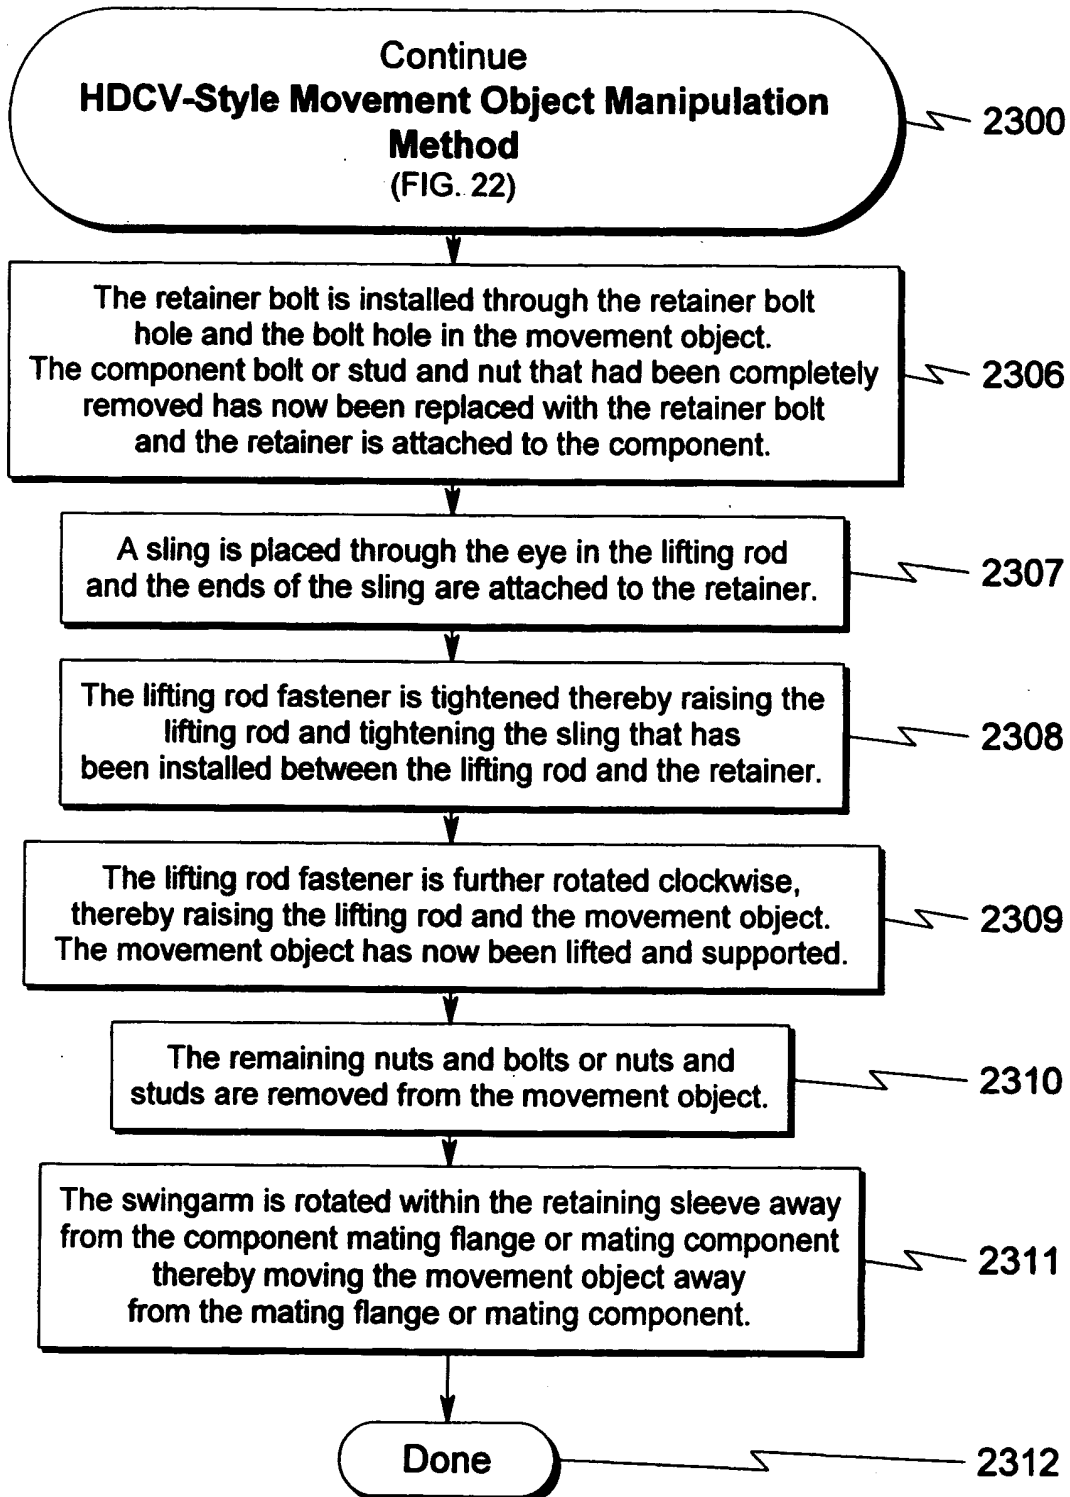 Continue
HDCV-Style Movement Object Manipulation
Method
(FIG. 22)
2300
The retainer bolt is installed through the retainer bolt
hole and the bolt hole in the movement object.
The component bolt or stud and nut that had been completely
removed has now been replaced with the retainer bolt
and the retainer is attached to the component.
2306
A sling is placed through the eye in the lifting rod
and the ends of the sling are attached to the retainer.
2307
The lifting rod fastener is tightened thereby raising the
lifting rod and tightening the sling that has
been installed between the lifting rod and the retainer.
2308
The lifting rod fastener is further rotated clockwise,
thereby raising the lifting rod and the movement object.
The movement object has now been lifted and supported.
2309
The remaining nuts and bolts or nuts and
studs are removed from the movement object.
2310
The swingarm is rotated within the retaining sleeve away
from the component mating flange or mating component
thereby moving the movement object away
from the mating flange or mating component.
2311
Done
2312